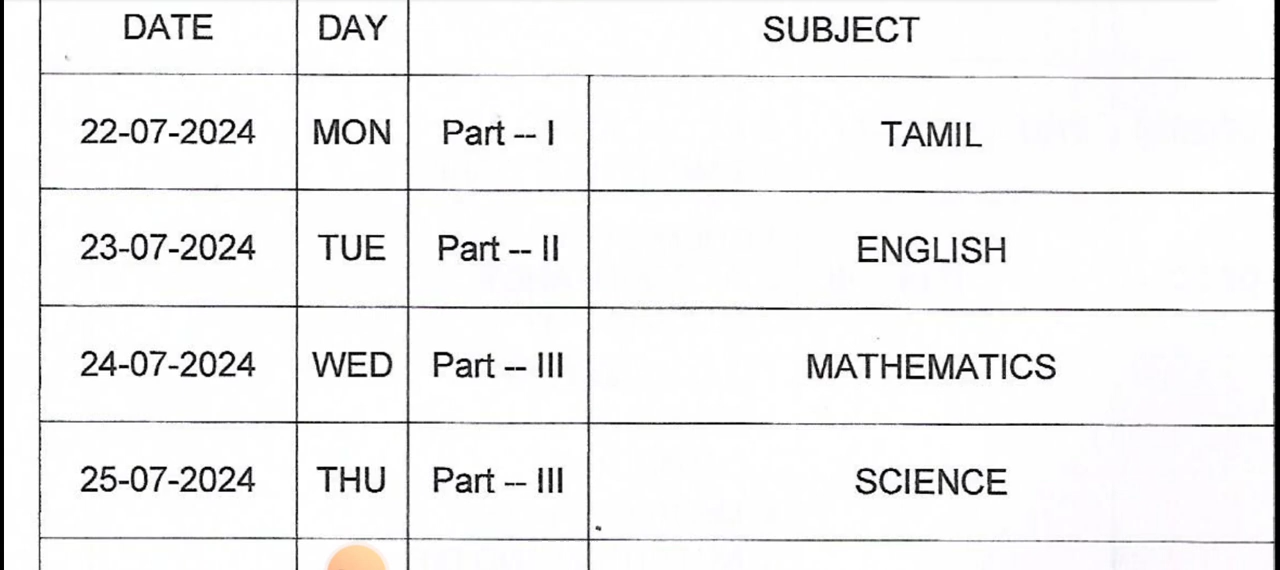 DATE DAY SUBJECT
22-07-2024 MON Part -- I TAMIL
23-07-2024 TUE Part -- II ENGLISH
24-07-2024 WED Part -- III MATHEMATICS
25-07-2024 THU Part -- III SCIENCE